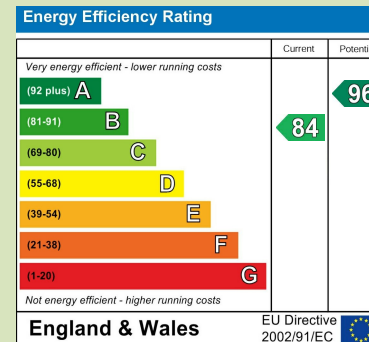 Energy Efficiency Rating
Current Potenti
Very energy efficient - lower running costs
(92 plus) A
96
(81-91) B
84
(69-80) C
(55-68) D
(39-54) E
(21-38) F
(1-20) G
Not energy efficient - higher running costs
England & Wales
EU Directive
2002/91/EC